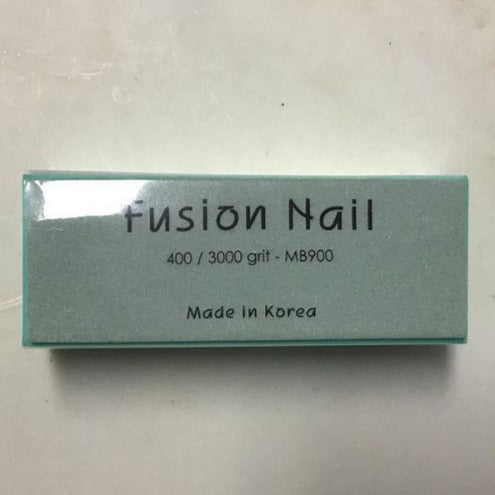 Fusion Nail
400 / 3000 grit - MB900
Made in Korea